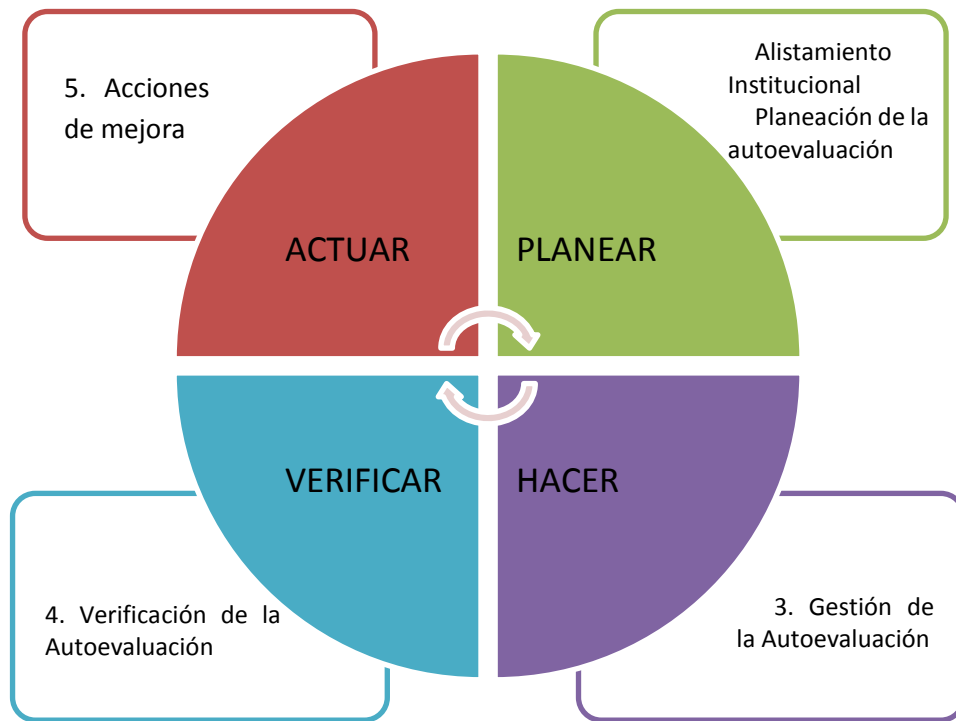 5. Acciones
de mejora
Alistamiento
Institucional
Planeación de la
autoevaluación
ACTUAR
PLANEAR
VERIFICAR
HACER
4. Verificación de la
Autoevaluación
3. Gestión de
la Autoevaluación